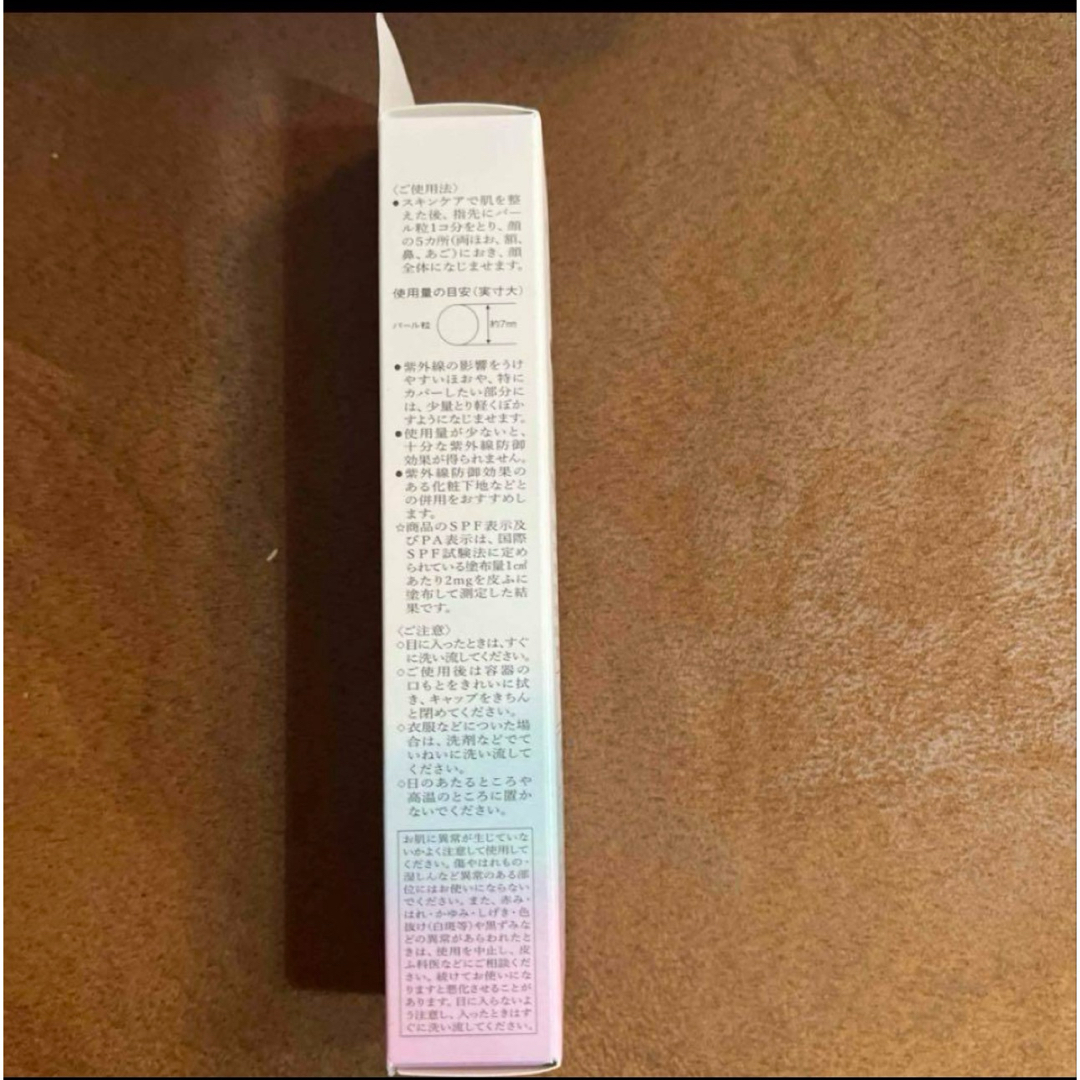 〈ご使用法〉
●スキンケアで肌を整
えた後、指先にパー
ル粒1コ分をとり、顔
の5カ所(両ほお、額、
鼻、あご)におき、顔
全体になじませます。
使用量の目安(実寸大)
パール粒 約7mm
●紫外線の影響をうけ
やすいほおや、特に
カバーしたい部分に
は、少量とり軽くぼか
すようになじませます。
●使用量が少ないと、
十分な紫外線防御
効果が得られません。
●紫外線防御効果の
ある化粧下地などと
の併用をおすすめし
ます。
☆商品のSPF表示及
びPA表示は、国際
SPF試験法に定め
られている塗布量1c㎡
あたり2mgを皮ふに
塗布して測定した結
果です。
〈ご注意〉
○目に入ったときは、すぐ
に洗い流してください。
○ご使用後は容器の
口もとをきれいに拭
き、キャップをきちん
と閉めてください。
○衣服などについた場
合は、洗剤などでて
いねいに洗い流して
ください。
○日のあたるところや
高温のところに置か
ないでください。
お肌に異常が生じていな
いかよく注意して使用して
ください。傷やはれもの・
湿しんなど異常のある部
位にはお使いにならない
でください。また、赤み・
はれ・かゆみ・しげき・色
抜け(白斑等)や黒ずみな
どの異常があらわれたと
きは、使用を中止し、皮
ふ科医などにご相談くだ
さい。続けてお使いにな
りますと悪化させることが
あります。目に入らないよ
う注意し、入ったときはす
ぐに洗い流してください。